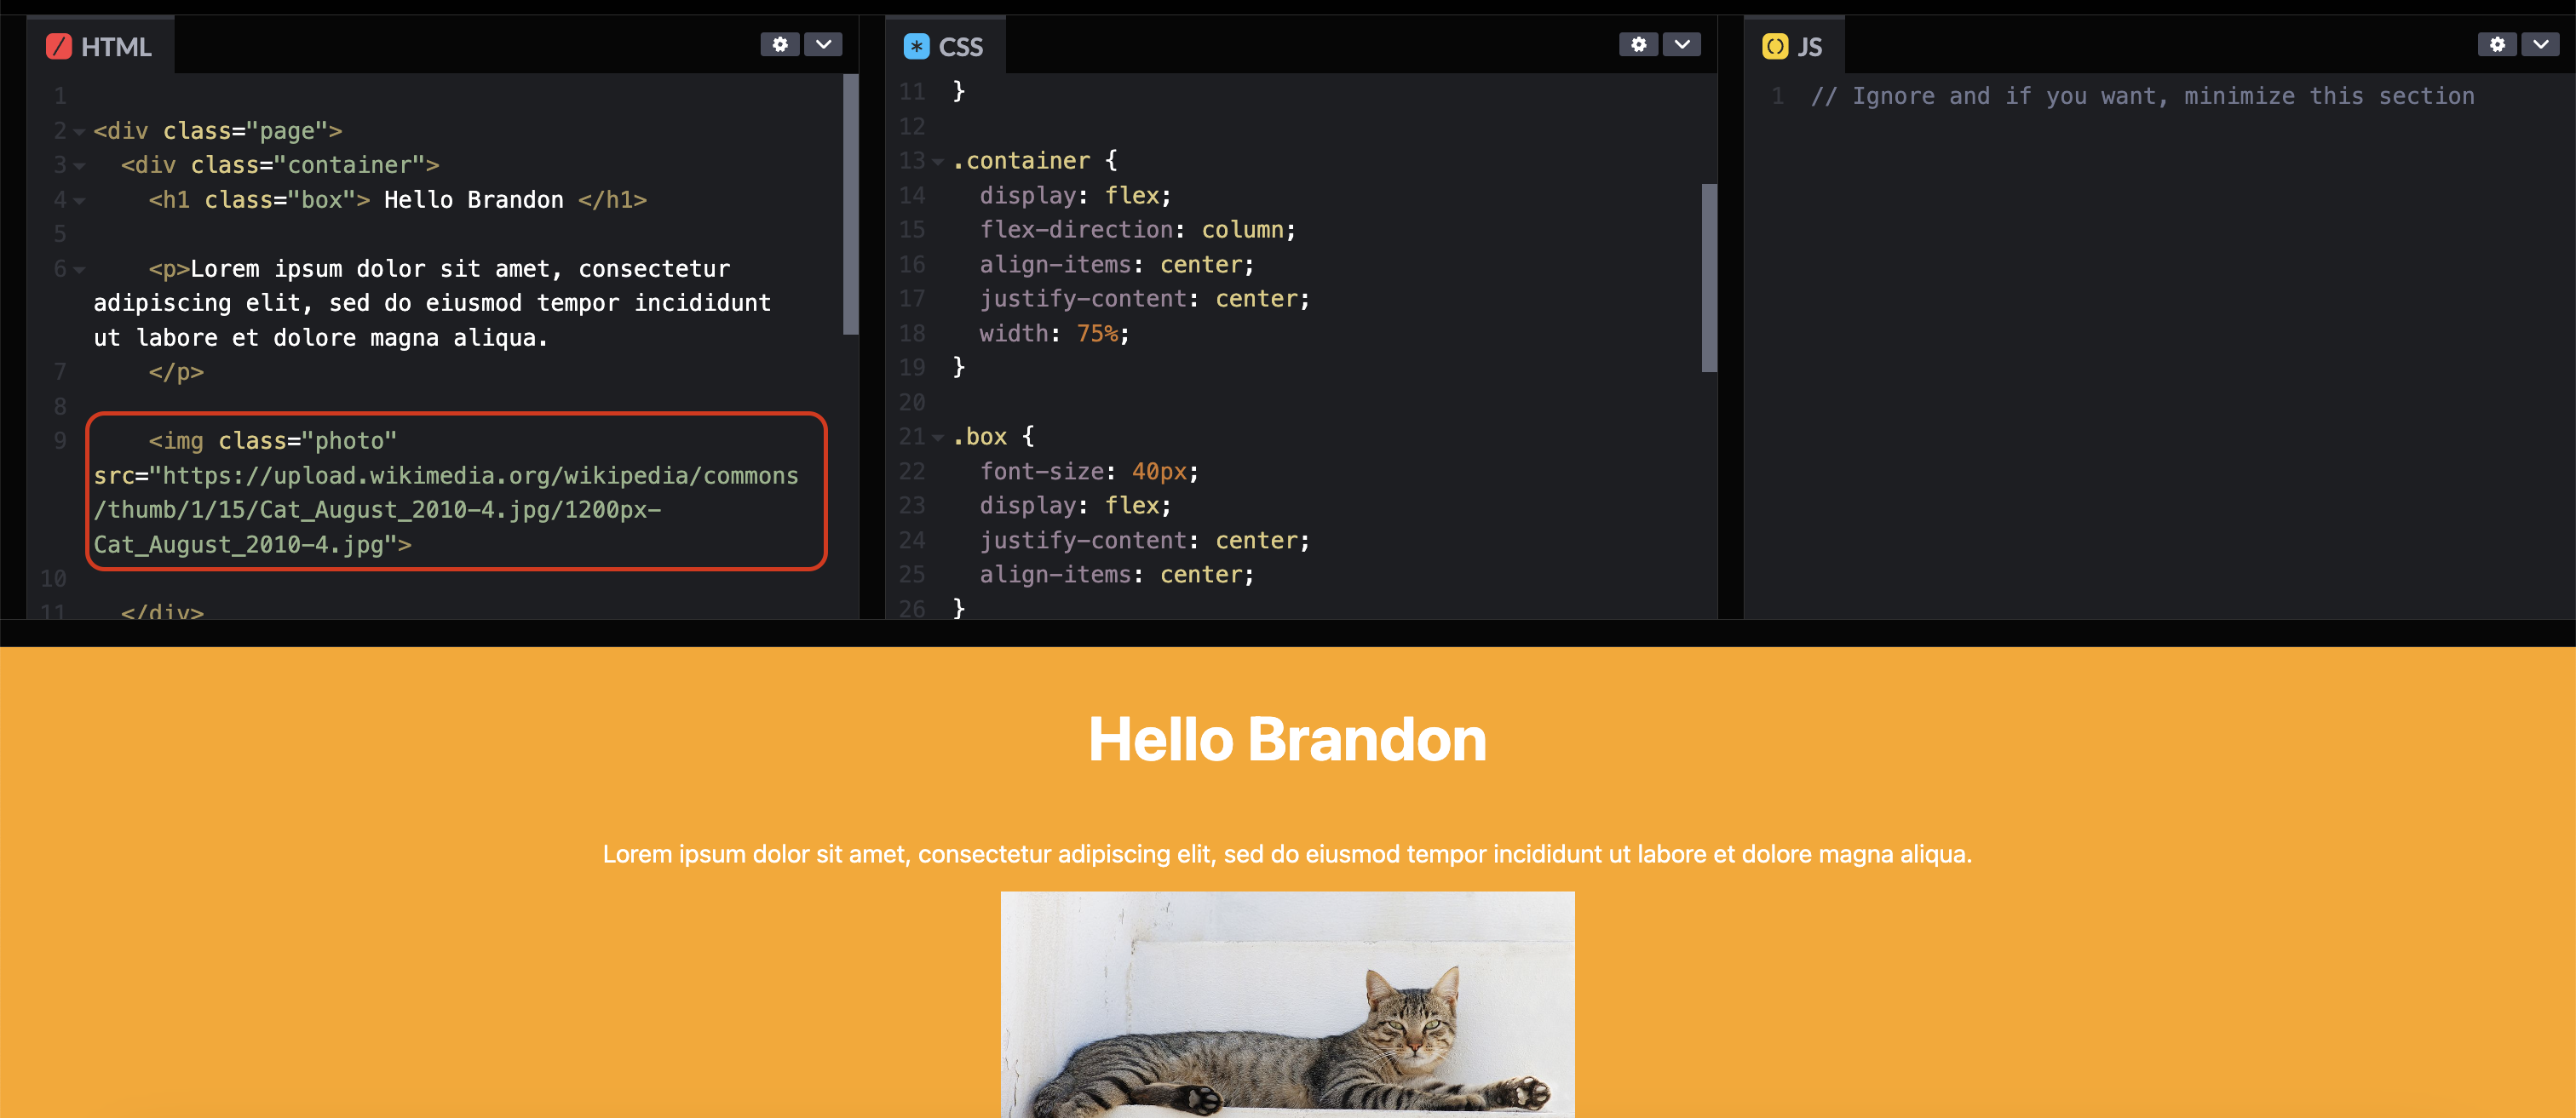 HTML
1
2 <div class="page">
3 <div class="container">
4 <h1 class="box"> Hello Brandon </h1>
5
6 <p>Lorem ipsum dolor sit amet, consectetur
adipiscing elit, sed do eiusmod tempor incididunt
ut labore et dolore magna aliqua.
7 </p>
8
9 <img class="photo"
src="https://upload.wikimedia.org/wikipedia/commons
/thumb/1/15/Cat_August_2010-4.jpg/1200px-
Cat_August_2010-4.jpg">
10
11 </div>
CSS
11 }
12
13 .container {
14 display: flex;
15 flex-direction: column;
16 align-items: center;
17 justify-content: center;
18 width: 75%;
19 }
20
21 .box {
22 font-size: 40px;
23 display: flex;
24 justify-content: center;
25 align-items: center;
26 }
JS
1 // Ignore and if you want, minimize this section
Hello Brandon
Lorem ipsum dolor sit amet, consectetur adipiscing elit, sed do eiusmod tempor incididunt ut labore et dolore magna aliqua.